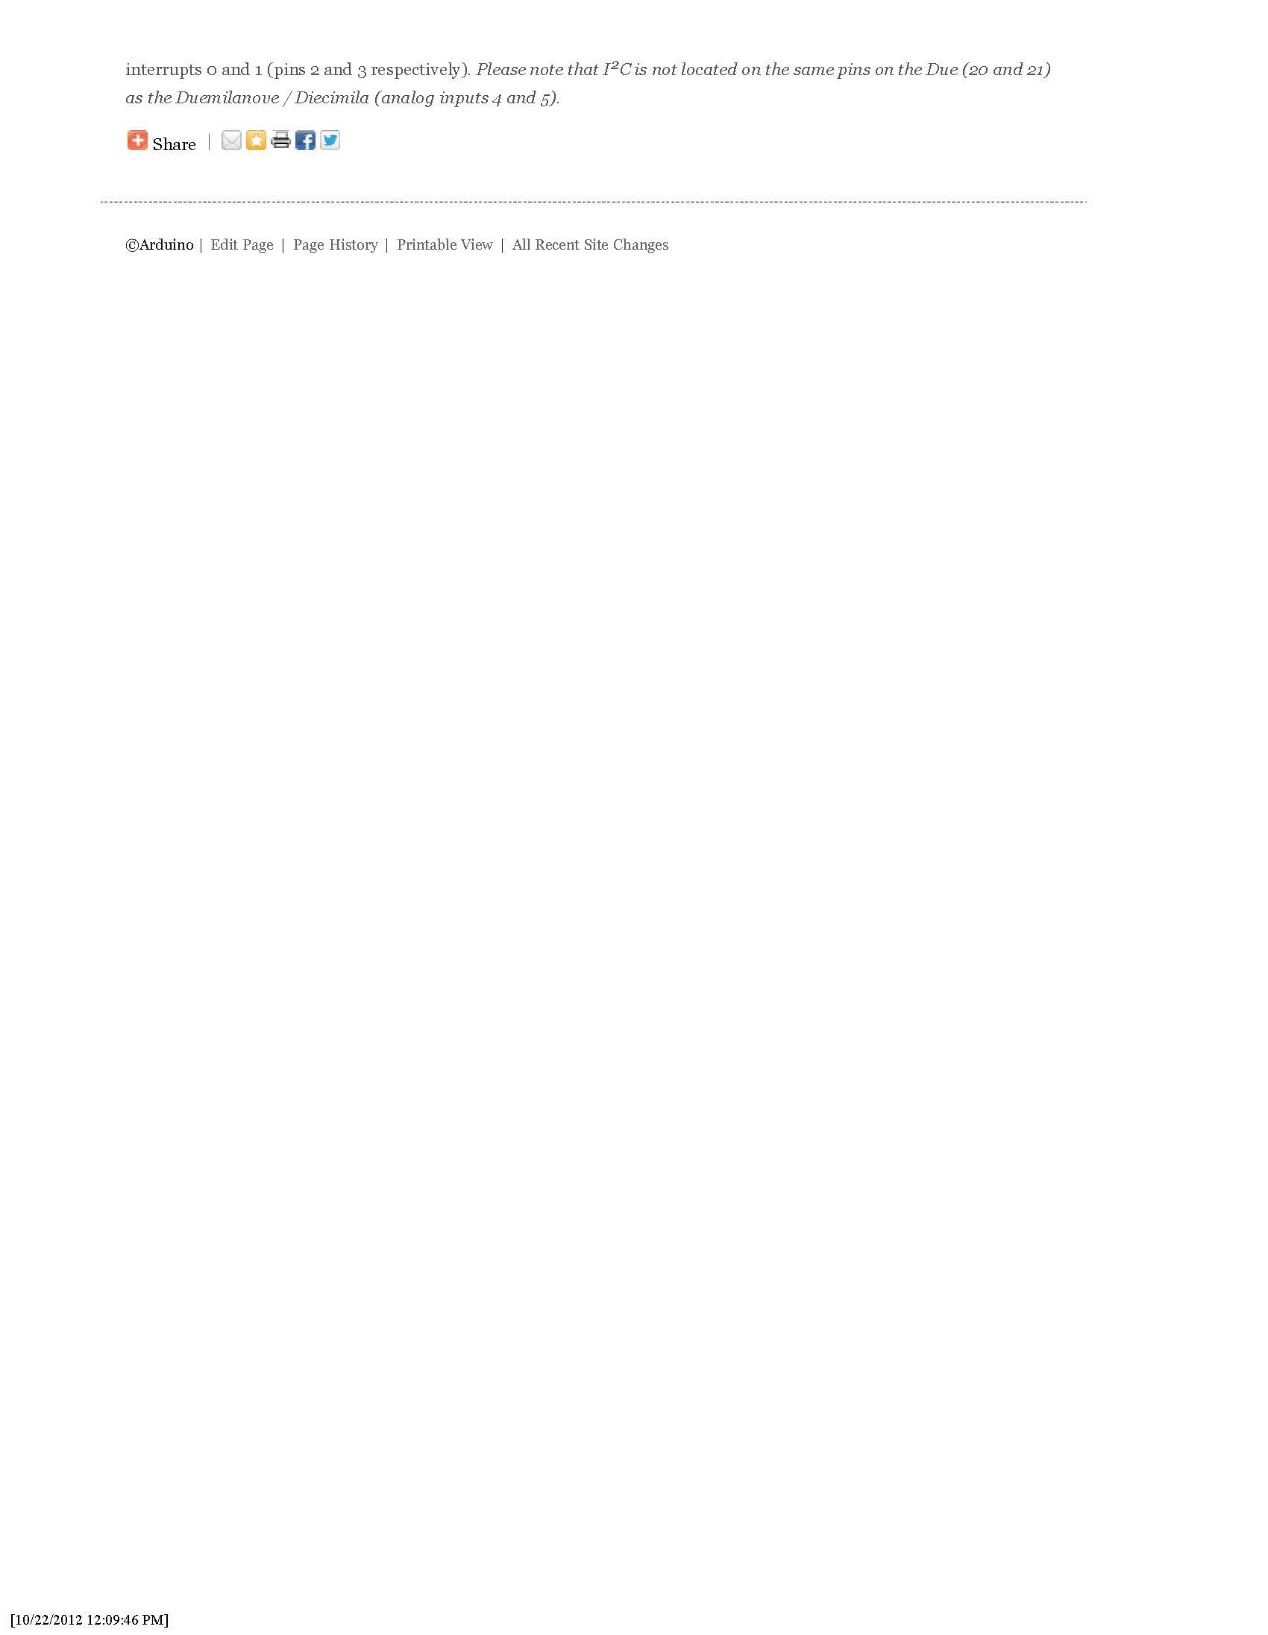 interrupts 0 and 1 (pins 2 and 3 respectively). Please note that I²C is not located on the same pins on the Due (20 and 21)
as the Duemilanove / Diecimila (analog inputs 4 and 5).
Share |
©Arduino | Edit Page | Page History | Printable View | All Recent Site Changes
[10/22/2012 12:09:46 PM]